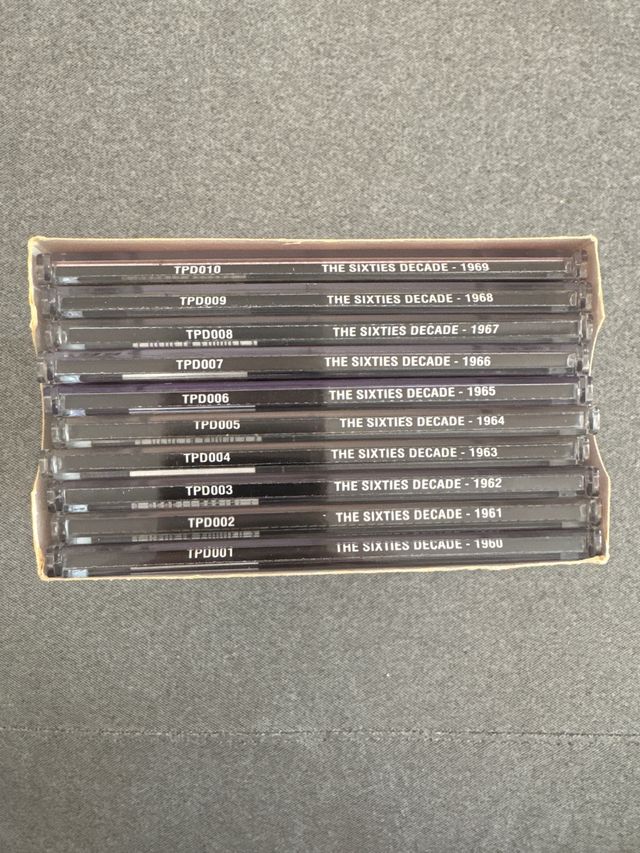 TPD010 THE SIXTIES DECADE - 1969
TPD009 THE SIXTIES DECADE - 1968
TPD008 THE SIXTIES DECADE - 1967
TPD007 THE SIXTIES DECADE - 1966
TPD006 THE SIXTIES DECADE - 1965
TPD005 THE SIXTIES DECADE - 1964
TPD004 THE SIXTIES DECADE - 1963
TPD003 THE SIXTIES DECADE - 1962
TPD002 THE SIXTIES DECADE - 1961
TPD001 THE SIXTIES DECADE - 1960